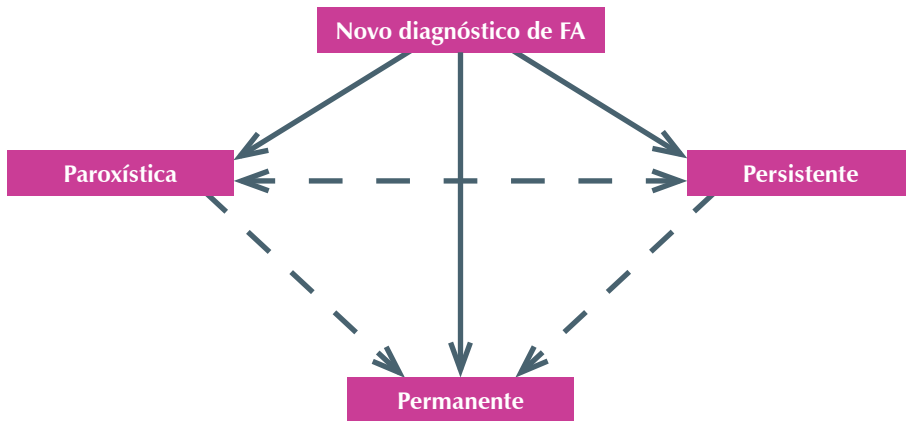 Novo diagnóstico de FA
Paroxística
Persistente
Permanente